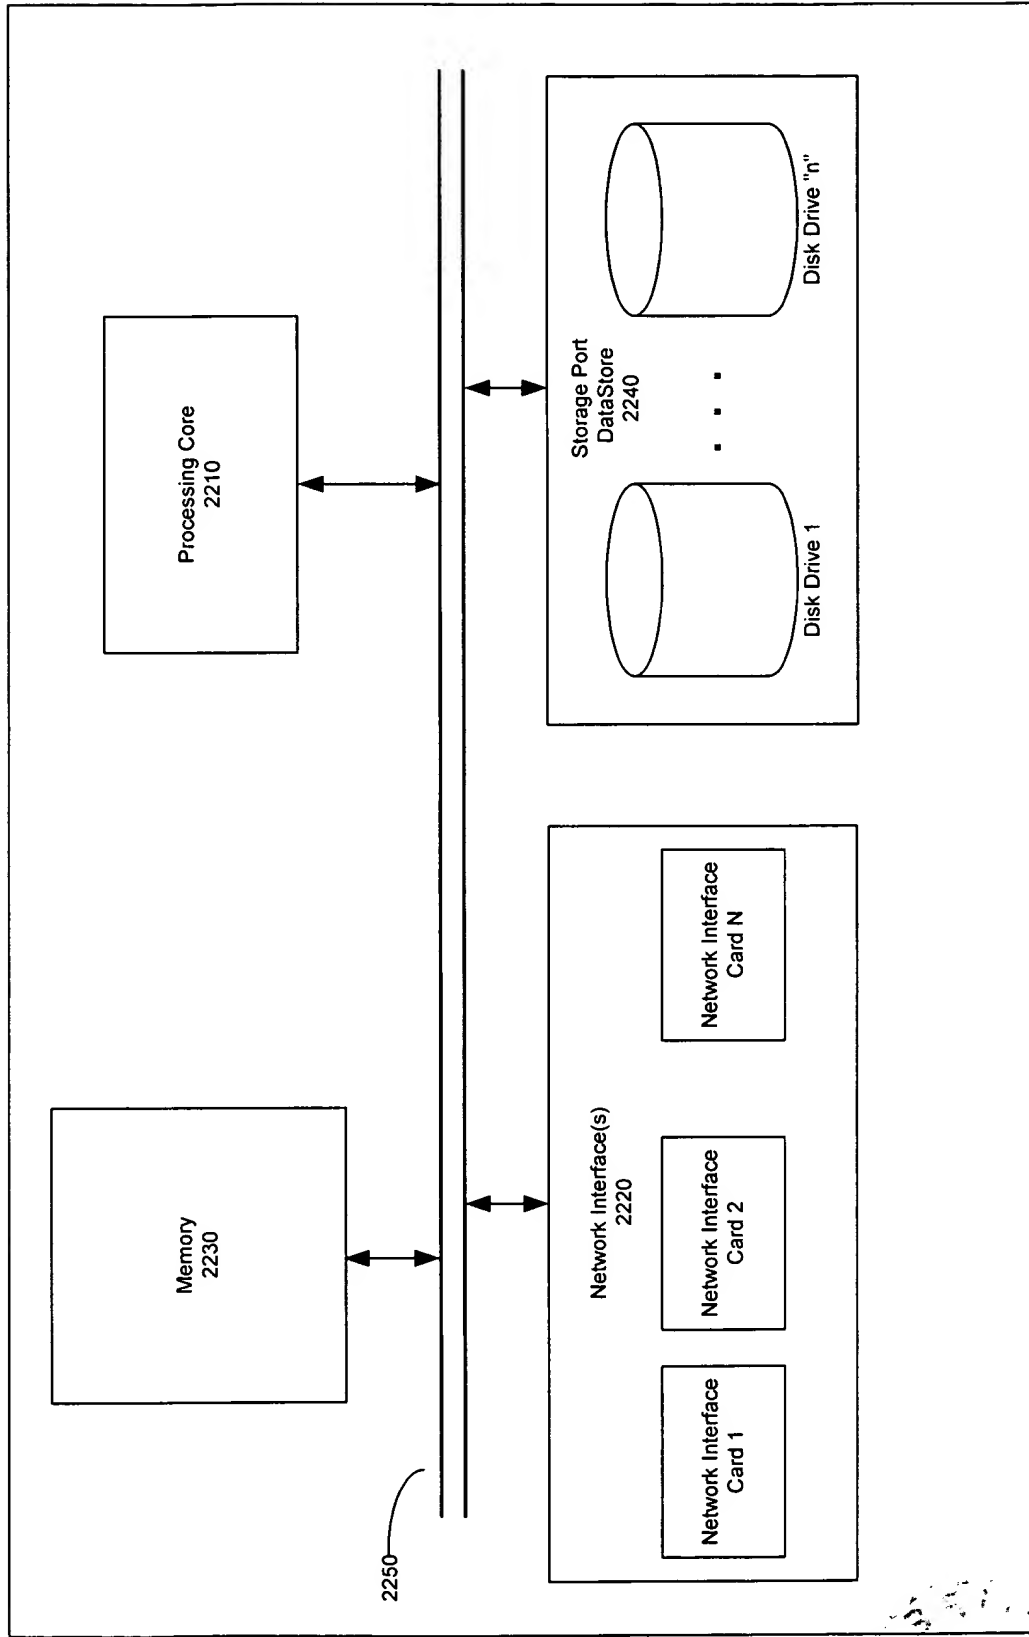 Memory
2230
Processing Core
2210
2250
Network Interface(s)
2220
Network Interface
Card 1
Network Interface
Card 2
Network Interface
Card N
Storage Port
DataStore
2240
. . .
Disk Drive 1
Disk Drive "n"